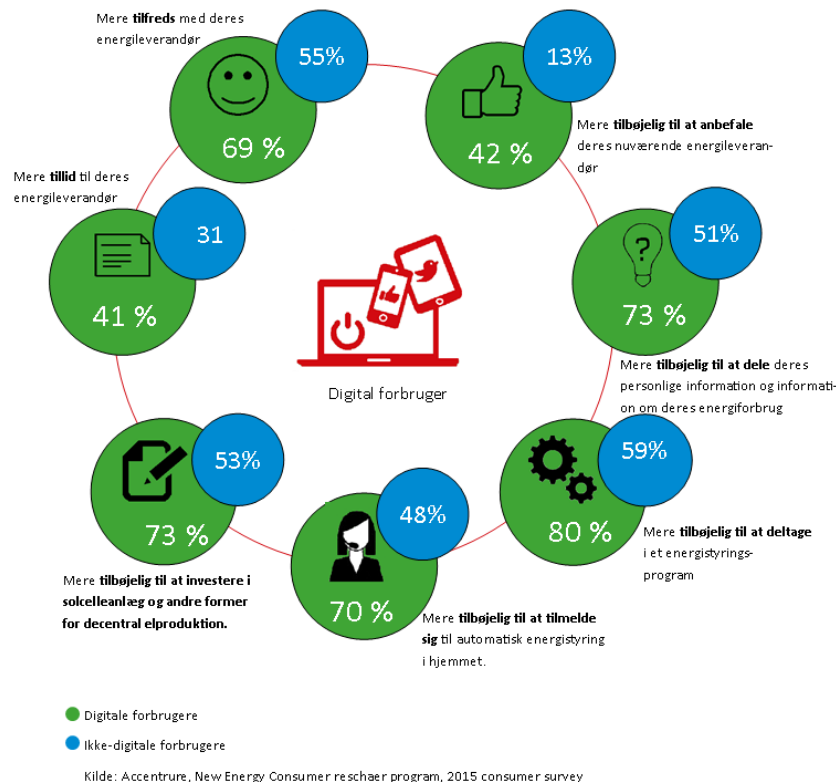 Mere tilfreds med deres
energileverandør
55%
69 %
13%
42 %
Mere tilbøjelig til at anbefale
deres nuværende energileveran-
dør
Mere tillid til deres
energileverandør
31
41 %
51%
?
73 %
Mere tilbøjelig til at dele deres
personlige information og informati-
on om deres energiforbrug
Digital forbruger
53%
73 %
Mere tilbøjelig til at investere i
solcelleanlæg og andre former
for decentral elproduktion.
48%
70 %
Mere tilbøjelig til at tilmelde
sig til automatisk energistyring
i hjemmet.
59%
80 %
Mere tilbøjelig til at deltage
i et energistyrings-
program
Digitale forbrugere
Ikke-digitale forbrugere
Kilde: Accentrure, New Energy Consumer reschaer program, 2015 consumer survey